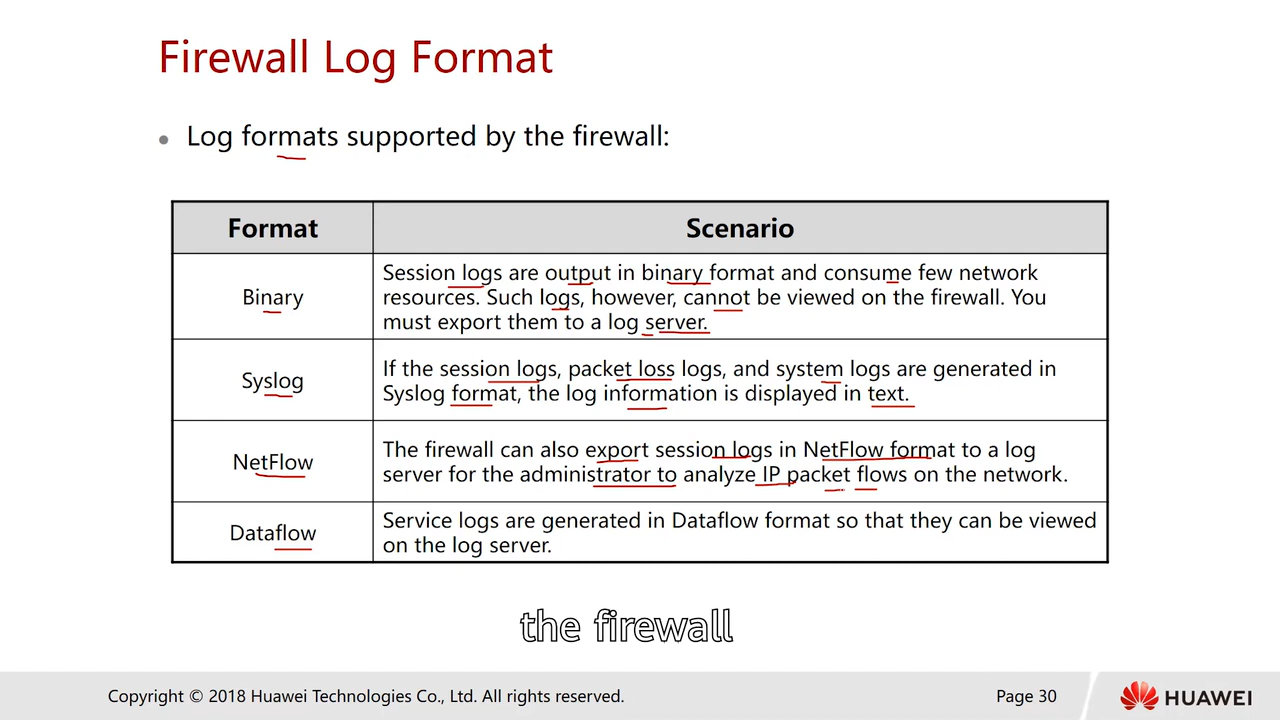 Firewall Log Format
Log formats supported by the firewall:
Format
Scenario
Binary
Session logs are output in binary format and consume few network
resources. Such logs, however, cannot be viewed on the firewall. You
must export them to a log server.
Syslog
If the session logs, packet loss logs, and system logs are generated in
Syslog format, the log information is displayed in text.
NetFlow
The firewall can also export session logs in NetFlow format to a log
server for the administrator to analyze IP packet flows on the network.
Dataflow
Service logs are generated in Dataflow format so that they can be viewed
on the log server.
the firewall
Copyright © 2018 Huawei Technologies Co., Ltd. All rights reserved.
Page 30
HUAWEI